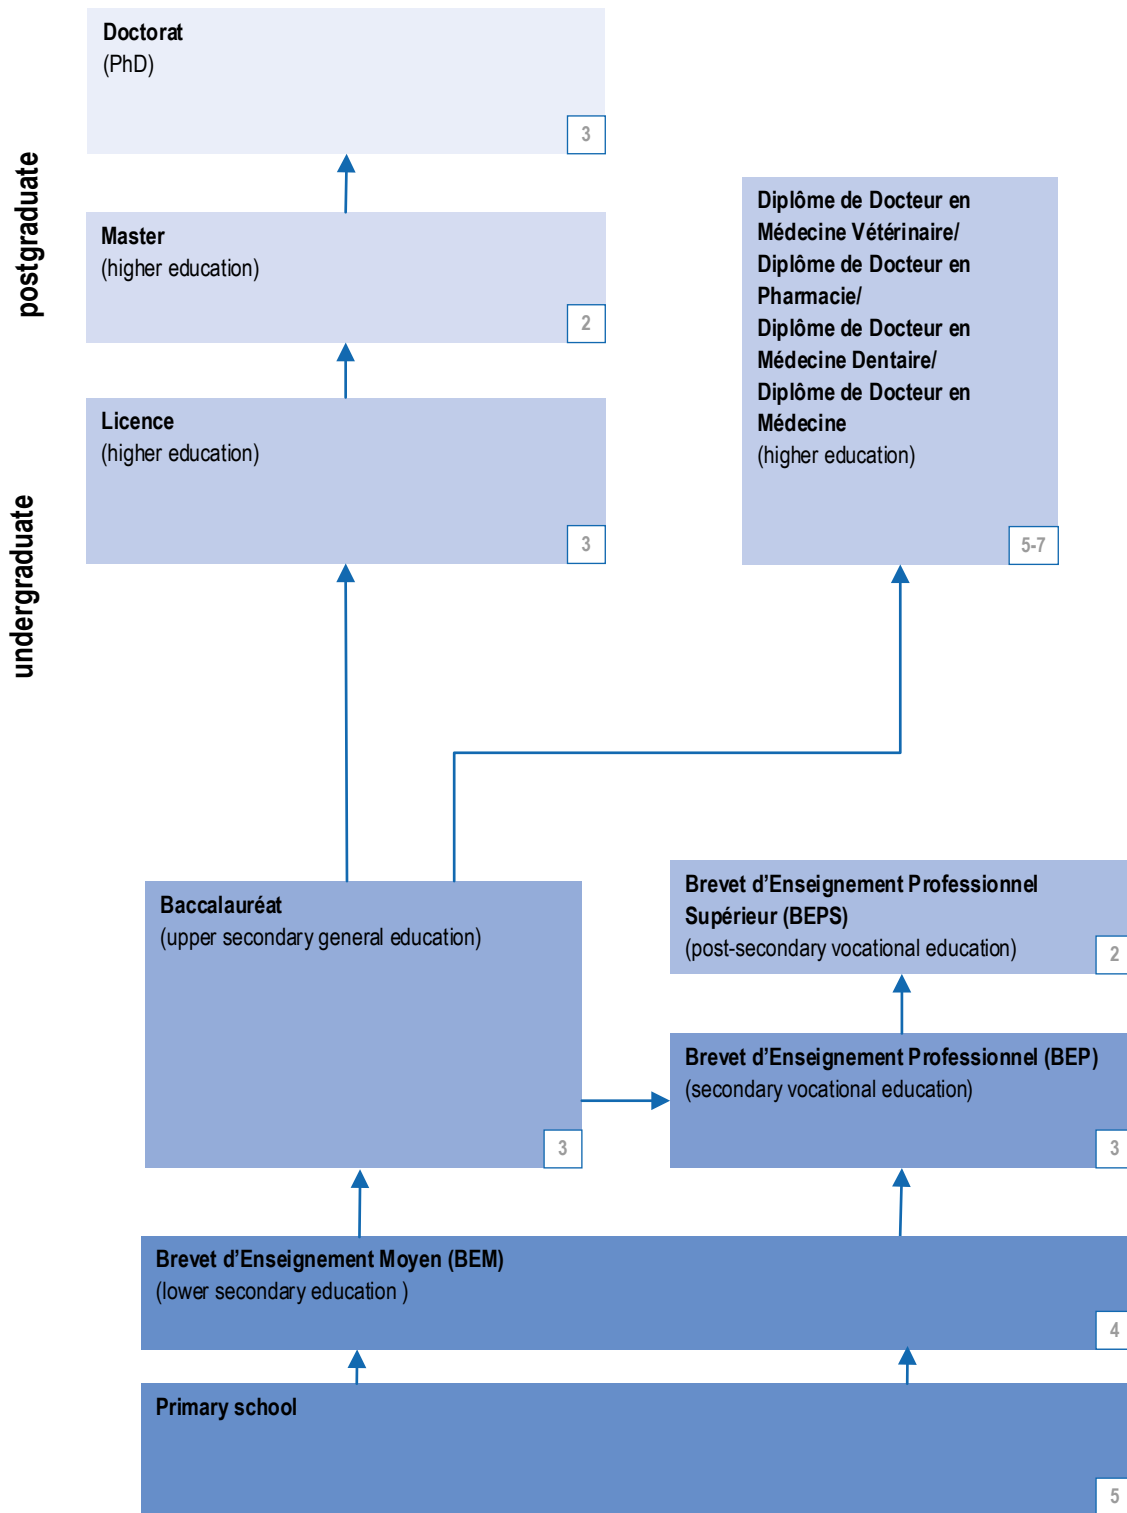 Doctorat
(PhD)
3
postgraduate
Master
(higher education)
2
Diplôme de Docteur en
Médecine Vétérinaire/
Diplôme de Docteur en
Pharmacie/
Diplôme de Docteur en
Médecine Dentaire/
Diplôme de Docteur en
Médecine
(higher education)
5-7
undergraduate
Licence
(higher education)
3
Baccalauréat
(upper secondary general education)
3
Brevet d’Enseignement Professionnel
Supérieur (BEPS)
(post-secondary vocational education)
2
Brevet d’Enseignement Professionnel (BEP)
(secondary vocational education)
3
Brevet d’Enseignement Moyen (BEM)
(lower secondary education )
4
Primary school
5